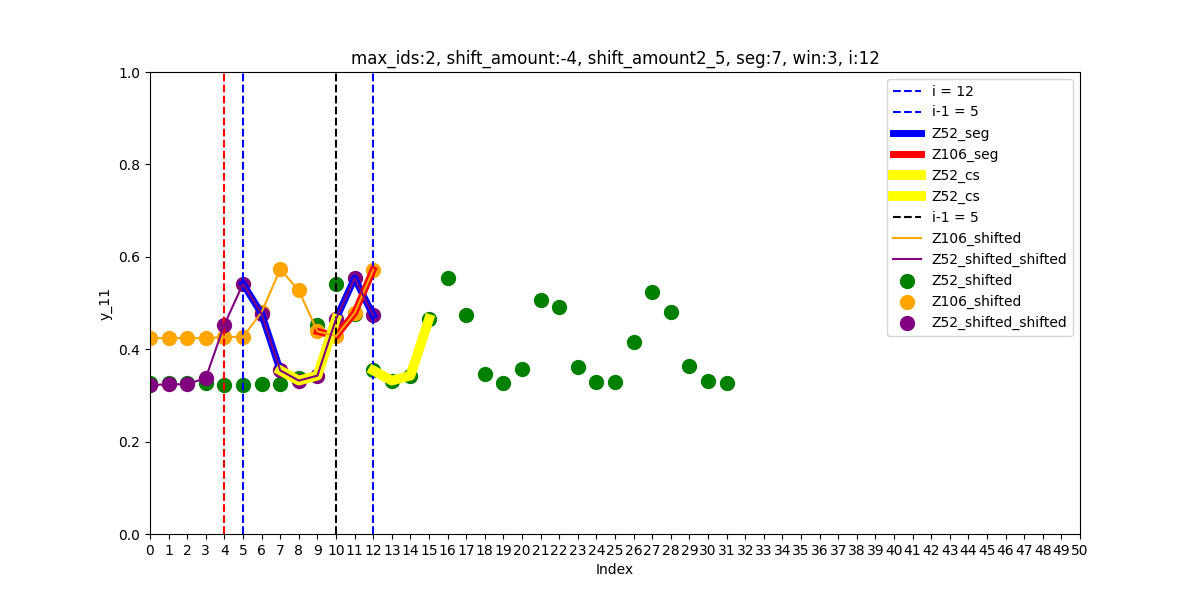 max_ids:2, shift_amount:-4, shift_amount2_5, seg:7, win:3, i:12
1.0
0.8
0.6
0.4
0.2
0.0
y_11
i = 12
i-1 = 5
Z52_seg
Z106_seg
Z52_cs
Z52_cs
i-1 = 5
Z106_shifted
Z52_shifted_shifted
Z52_shifted
Z106_shifted
Z52_shifted_shifted
0 1 2 3 4 5 6 7 8 9 10 11 12 13 14 15 16 17 18 19 20 21 22 23 24 25 26 27 28 29 30 31 32 33 34 35 36 37 38 39 40 41 42 43 44 45 46 47 48 49 50
Index